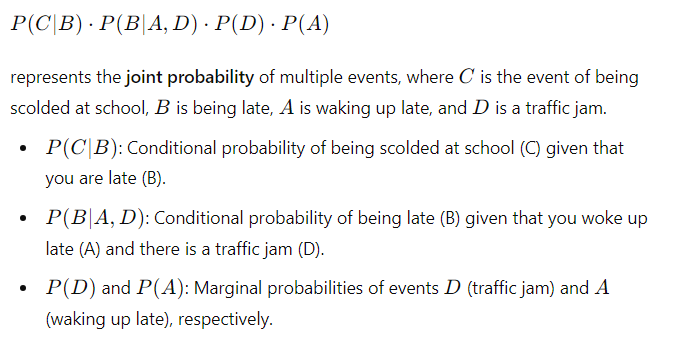 P(C|B) · P(B|A, D) · P(D) · P(A)
represents the joint probability of multiple events, where C is the event of being
scolded at school, B is being late, A is waking up late, and D is a traffic jam.
• P(C|B): Conditional probability of being scolded at school (C) given that
you are late (B).
• P(B|A, D): Conditional probability of being late (B) given that you woke up
late (A) and there is a traffic jam (D).
• P(D) and P(A): Marginal probabilities of events D (traffic jam) and A
(waking up late), respectively.